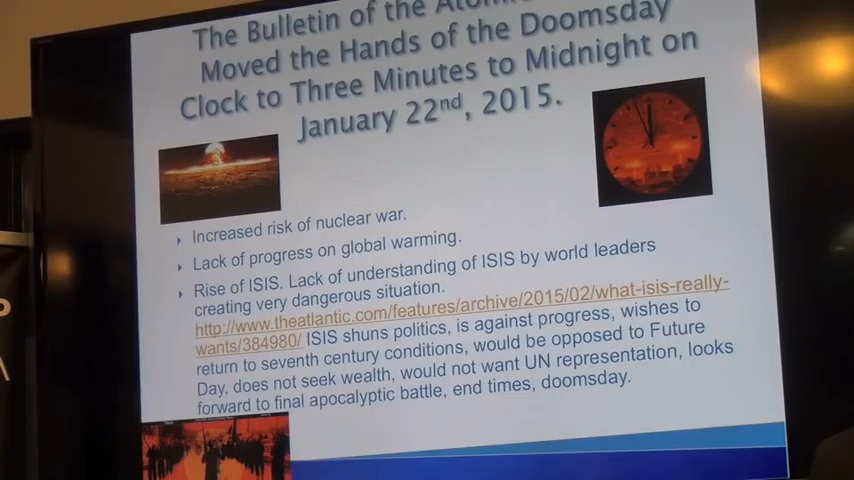 The Bulletin of the
Moved the Hands of the Doomsday
Clock to Three Minutes to Midnight on
January 22nd, 2015.
Increased risk of nuclear war.
Lack of progress on global warming.
Rise of ISIS. Lack of understanding of ISIS by world leaders
creating very dangerous situation.
http://www.theatlantic.com/features/archive/2015/02/what-isis-really-
wants/384980/ ISIS shuns politics, is against progress, wishes to
return to seventh century conditions, would be opposed to Future
Day, does not seek wealth, would not want UN representation, looks
forward to final apocalyptic battle, end times, doomsday.